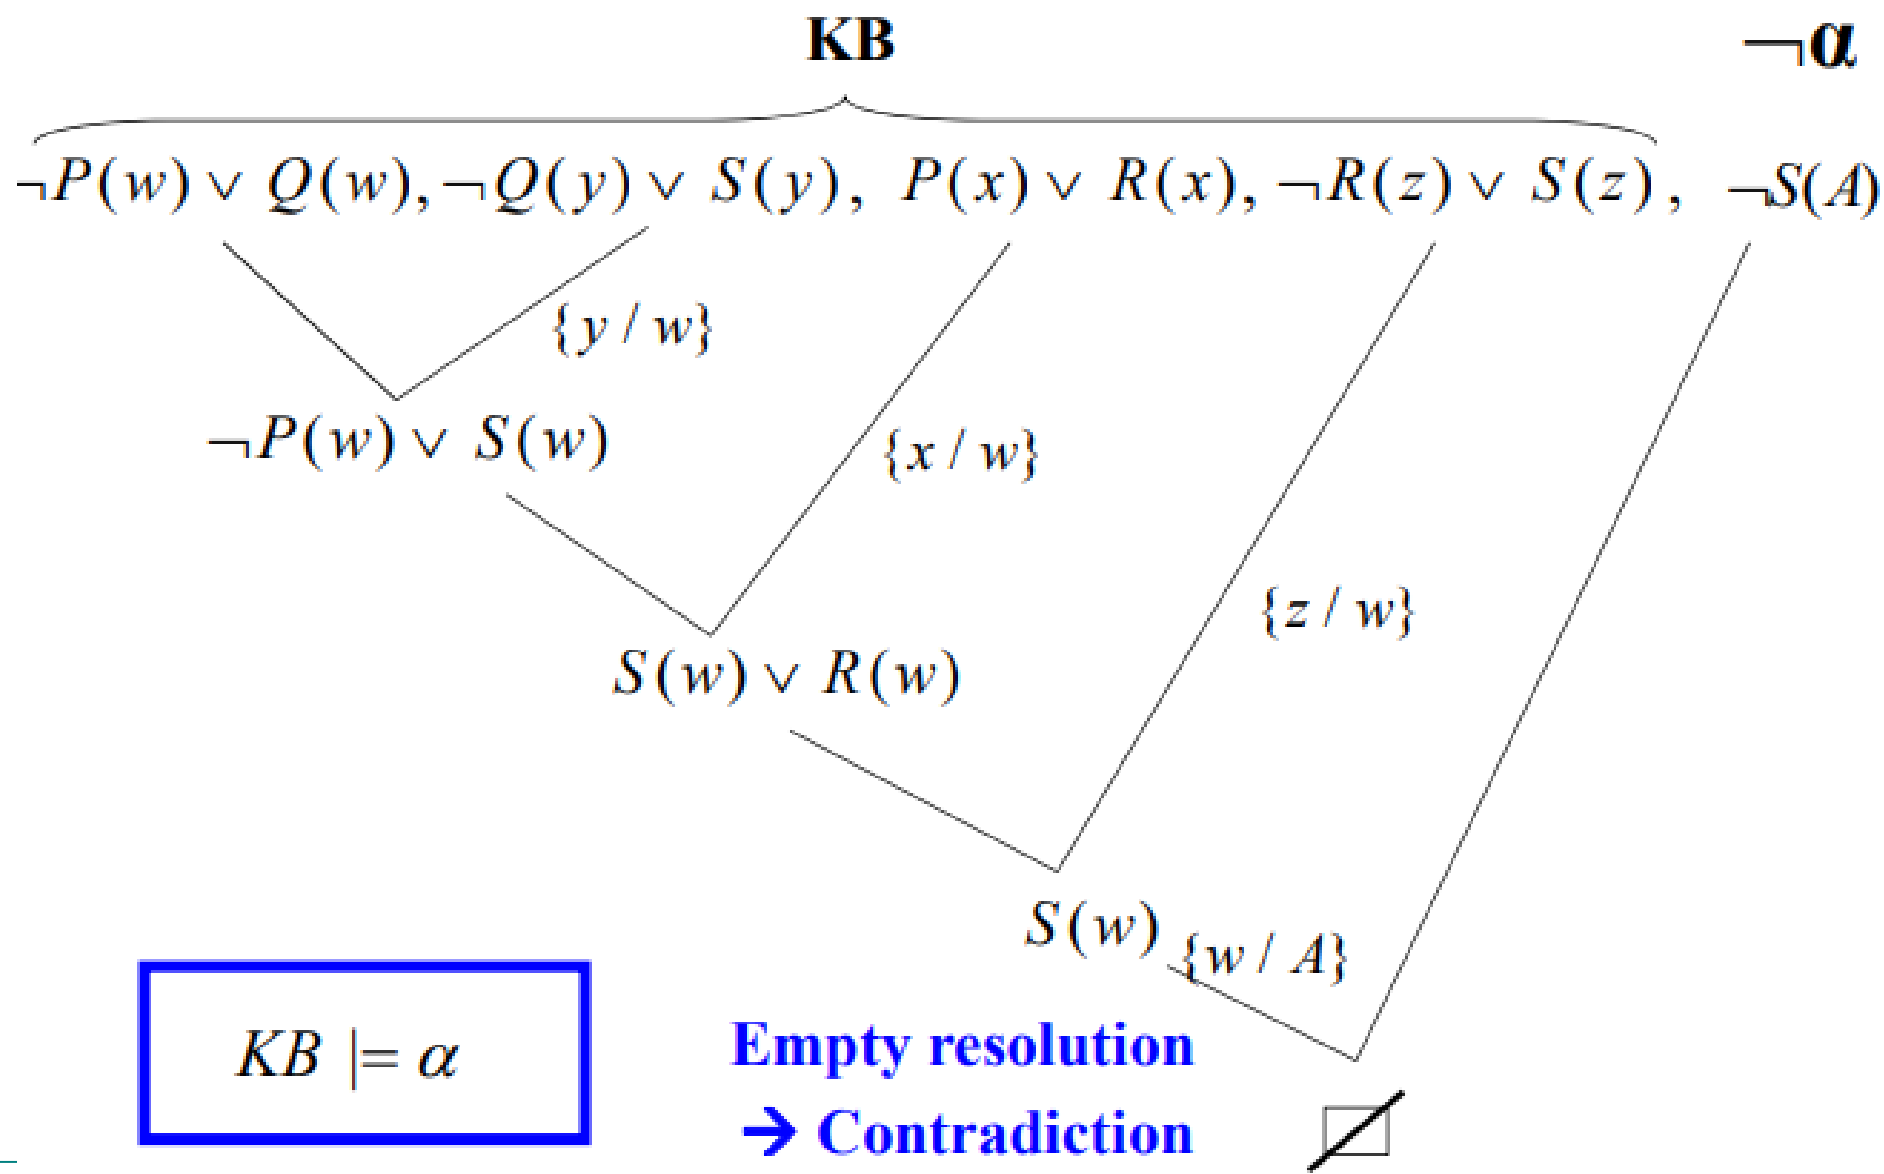 KB ¬α
¬P(w) ∨ Q(w), ¬Q(y) ∨ S(y), P(x) ∨ R(x), ¬R(z) ∨ S(z), ¬S(A)
{y / w}
¬P(w) ∨ S(w)
{x / w}
{z / w}
S(w) ∨ R(w)
S(w) {w / A}
KB |= α
Empty resolution
→ Contradiction